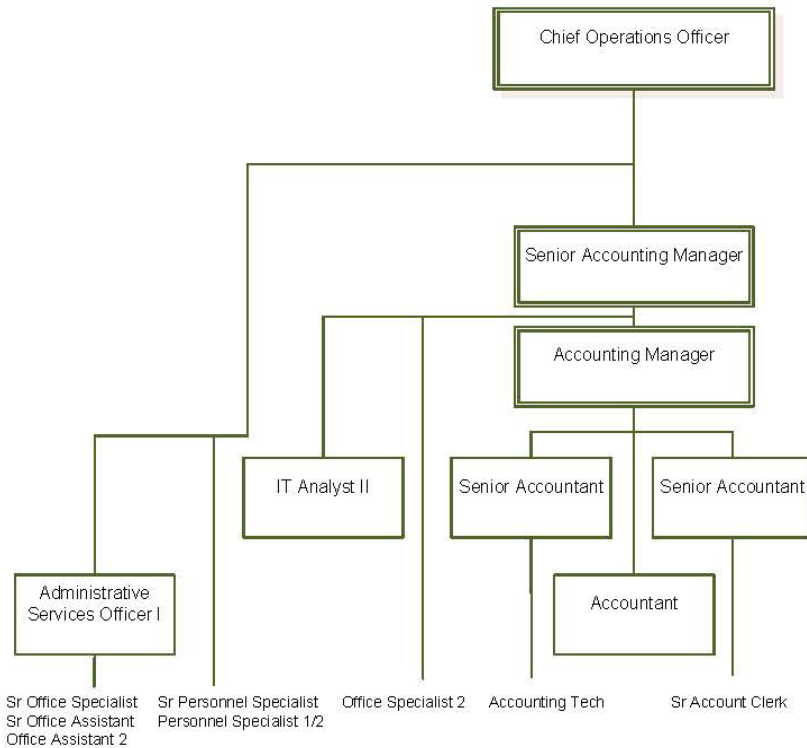 Chief Operations Officer
Senior Accounting Manager
Accounting Manager
IT Analyst II
Senior Accountant
Senior Accountant
Administrative
Services Officer I
Accountant
Sr Office Specialist
Sr Office Assistant
Office Assistant 2
Sr Personnel Specialist
Personnel Specialist 1/2
Office Specialist 2
Accounting Tech
Sr Account Clerk